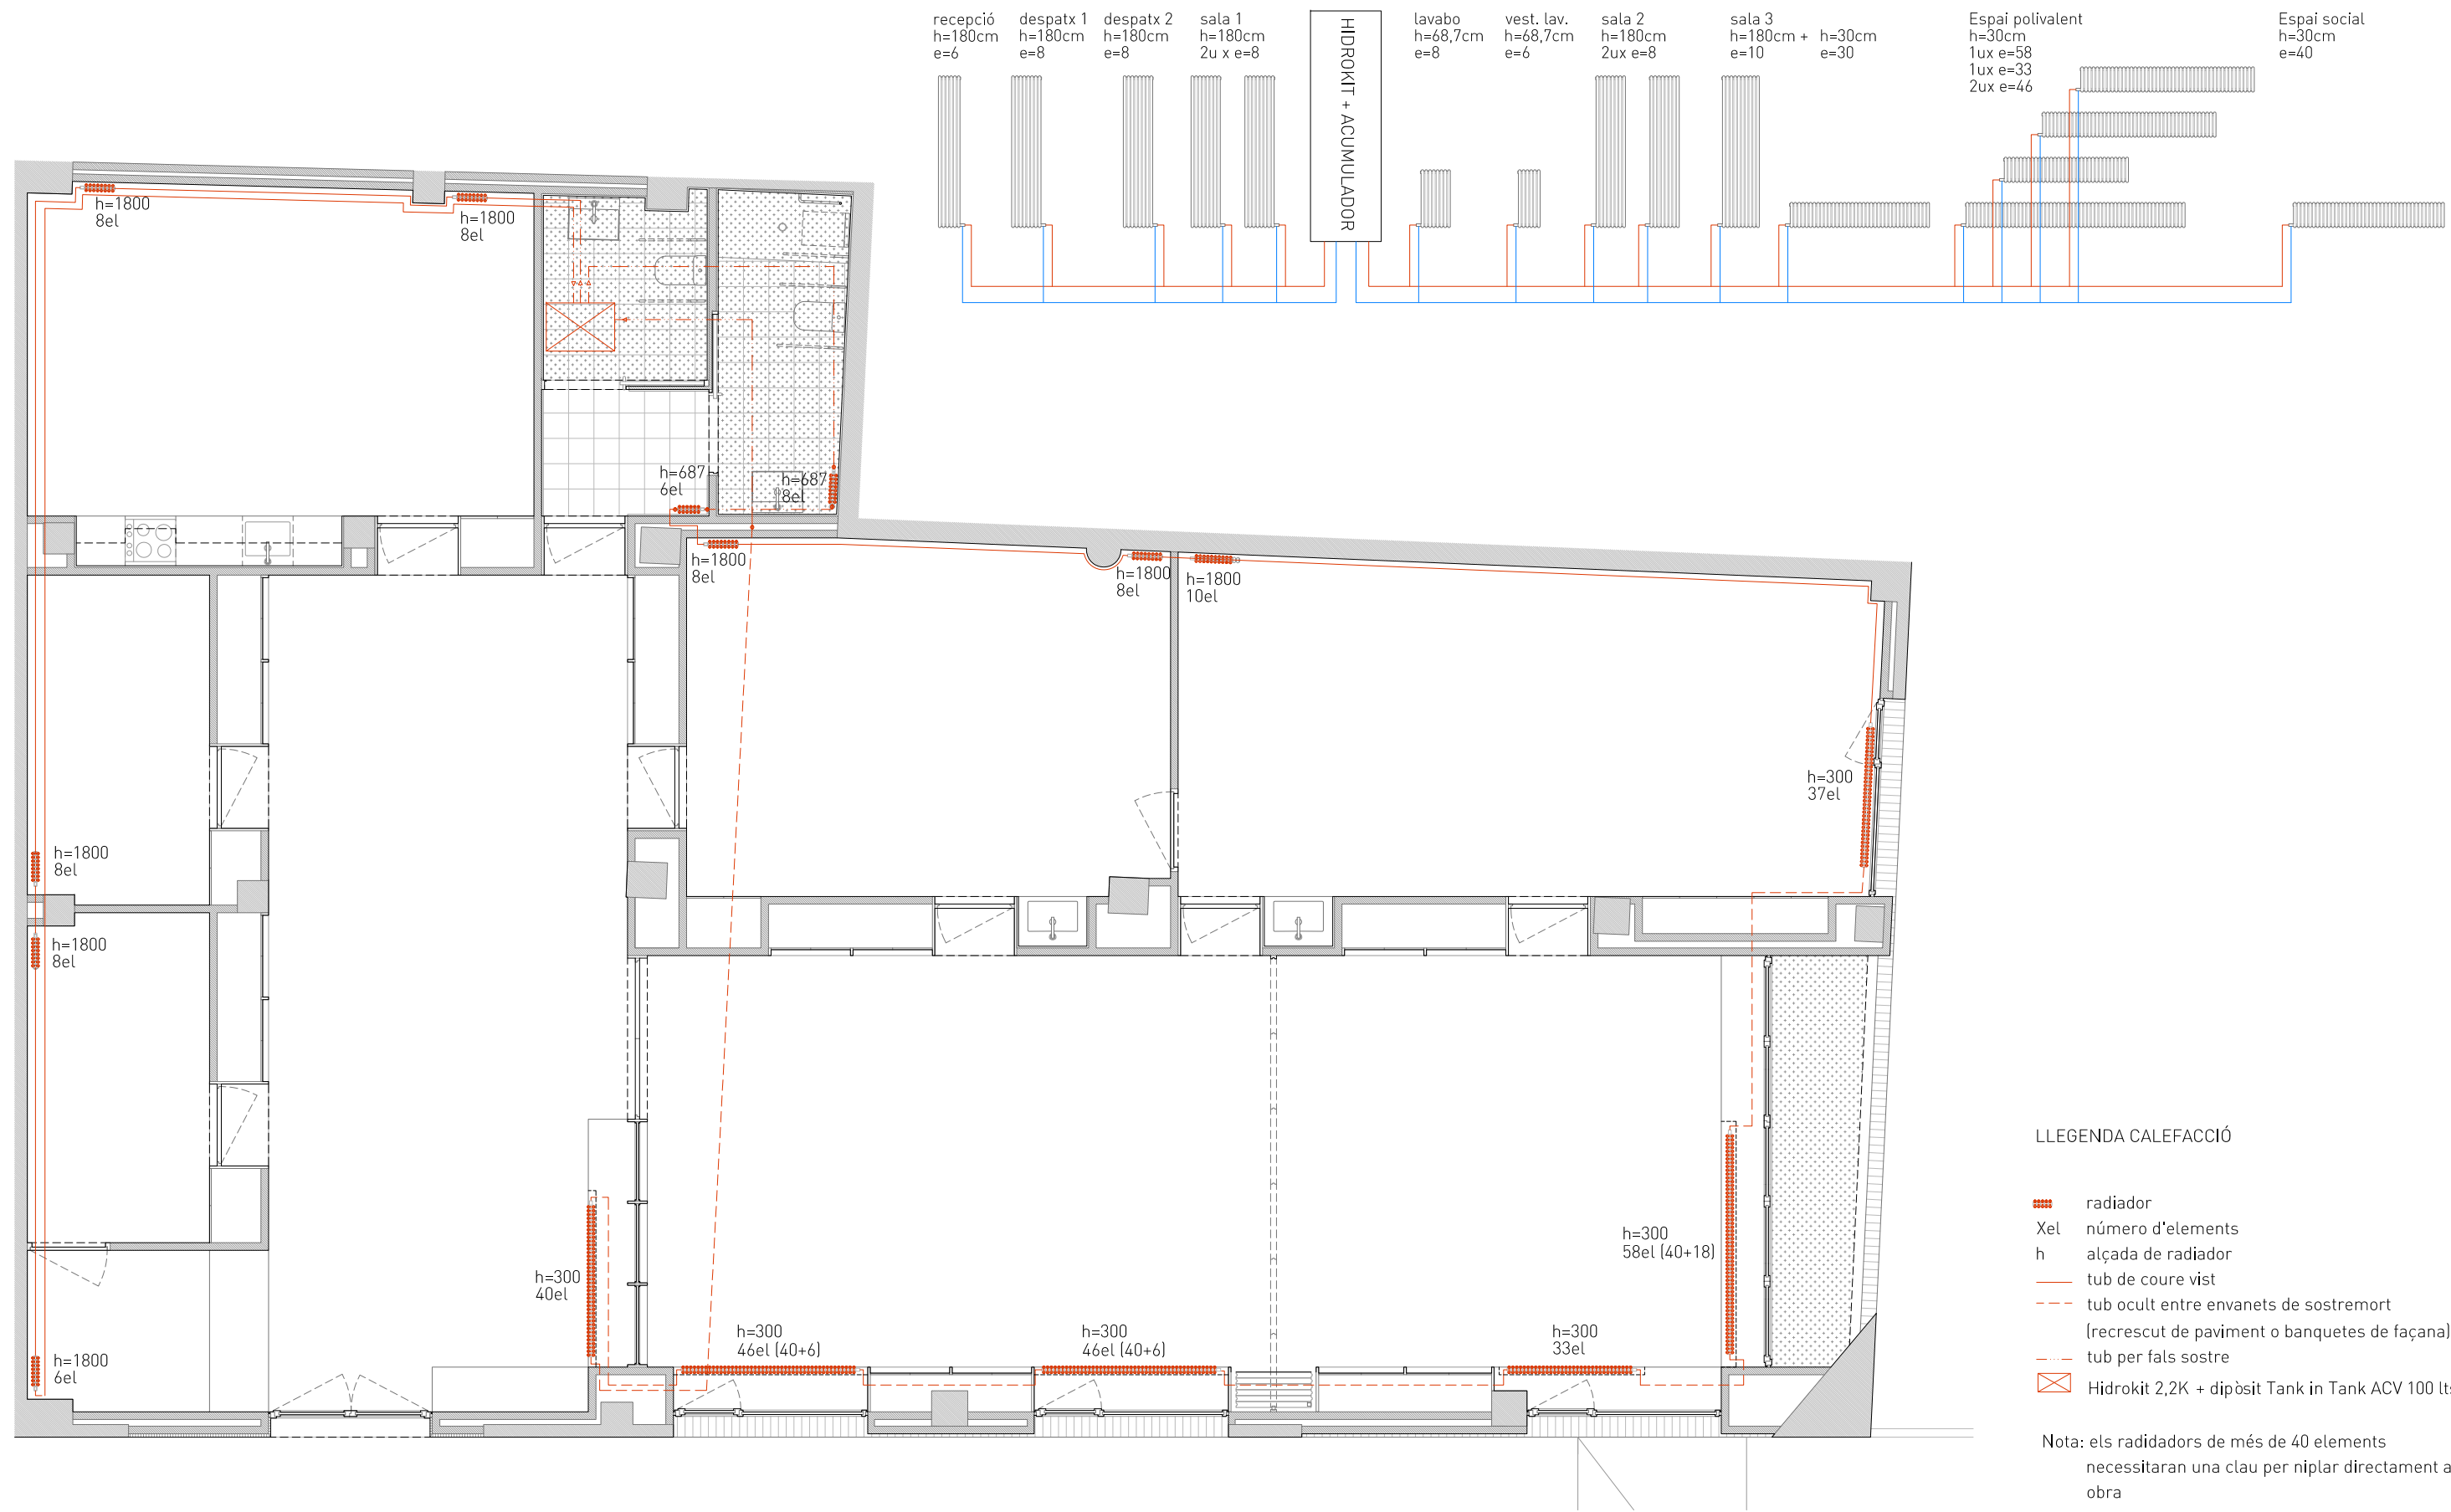 recepció
h=180cm
e=6
despatx 1
h=180cm
e=8
despatx 2
h=180cm
e=8
sala 1
h=180cm
2u x e=8
HIDROKIT + ACUMULADOR
lavabo
h=68,7cm
e=8
vest. lav.
h=68,7cm
e=6
sala 2
h=180cm
2ux e=8
sala 3
h=180cm + h=30cm
e=10 e=30
Espai polivalent
h=30cm
1ux e=58
1ux e=33
2ux e=46
Espai social
h=30cm
e=40
h=1800
8el
h=1800
8el
h=687
6el
h=687
8el
h=1800
8el
h=1800
8el
h=1800
10el
h=300
37el
h=1800
8el
h=1800
8el
h=300
58el (40+18)
h=300
40el
h=300
46el (40+6)
h=300
46el (40+6)
h=300
33el
h=1800
6el
LLEGENDA CALEFACCIÓ
radiador
Xel número d'elements
h alçada de radiador
tub de coure vist
tub ocult entre envanets de sostremort
(recrescut de paviment o banquetes de façana)
tub per fals sostre
Hidrokit 2,2K + dipòsit Tank in Tank ACV 100 lts
Nota: els radidadors de més de 40 elements
necessitaran una clau per niplar directament a
obra